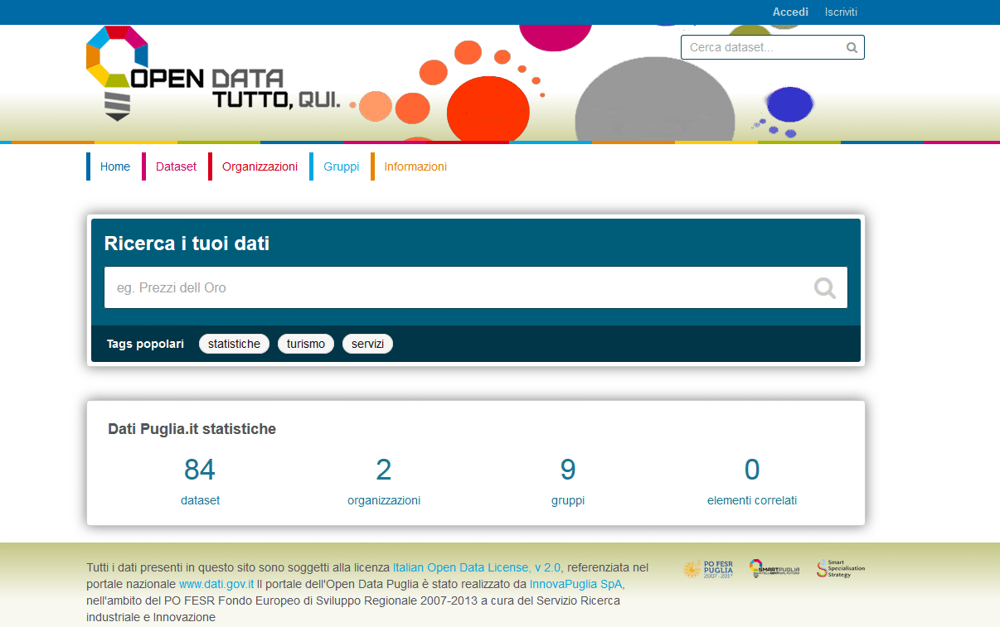 Accedi Iscriviti
Cerca dataset...
OPEN DATA
TUTTO, QUI.
Home Dataset Organizzazioni Gruppi Informazioni
Ricerca i tuoi dati
eg. Prezzi dell Oro
Tags popolari statistiche turismo servizi
Dati Puglia.it statistiche
84 2 9 0
dataset organizzazioni gruppi elementi correlati
Tutti i dati presenti in questo sito sono soggetti alla licenza Italian Open Data License, v 2.0, referenziata nel
portale nazionale www.dati.gov.it Il portale dell'Open Data Puglia è stato realizzato da InnovaPuglia SpA,
nell'ambito del PO FESR Fondo Europeo di Sviluppo Regionale 2007-2013 a cura del Servizio Ricerca
industriale e Innovazione
PO FESR
PUGLIA
SMARTPUGLIA
Smart
Specialisation
Strategy